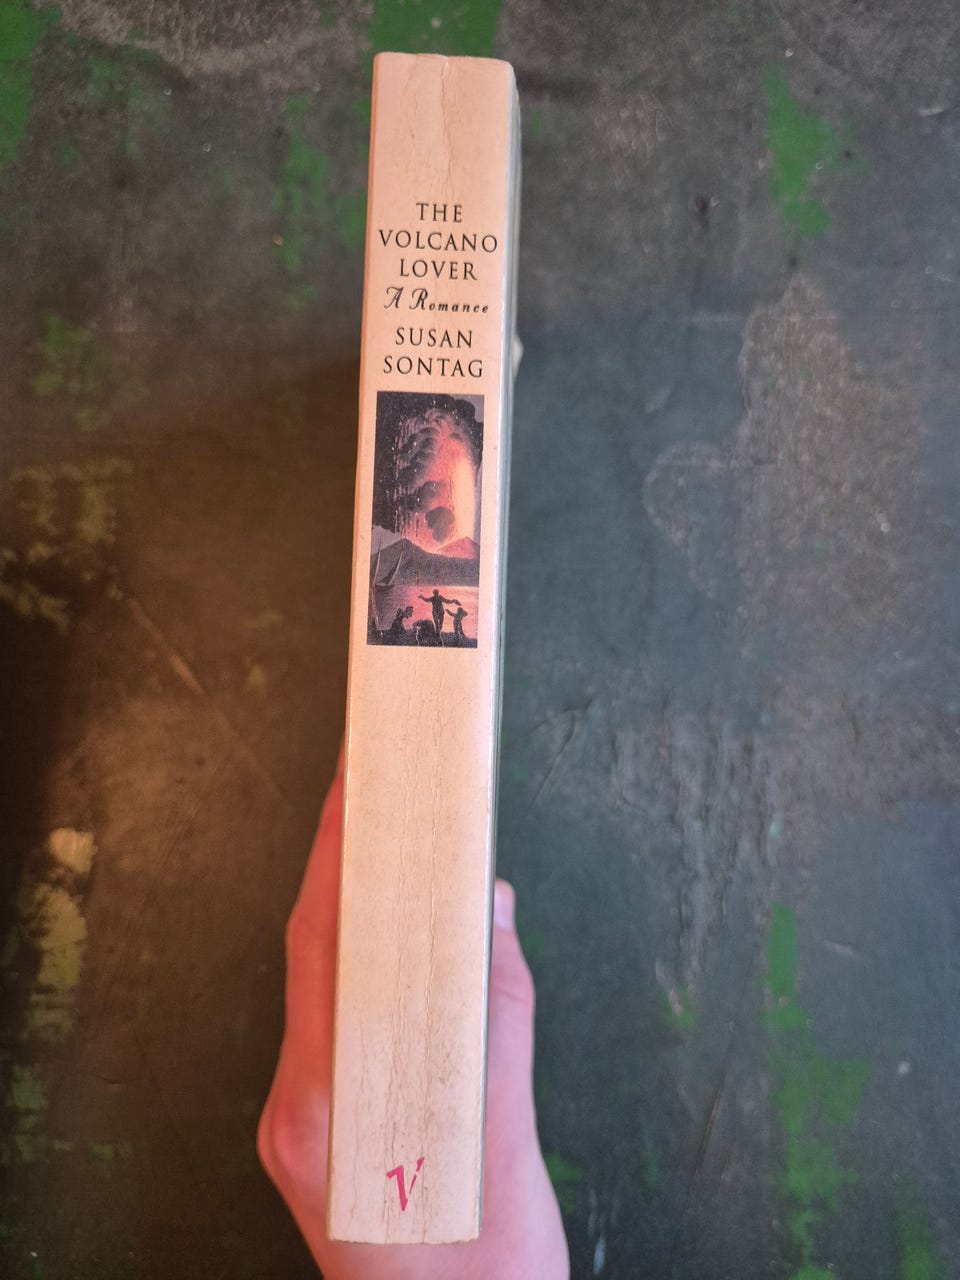 THE
VOLCANO
LOVER
A Romance
SUSAN
SONTAG
V